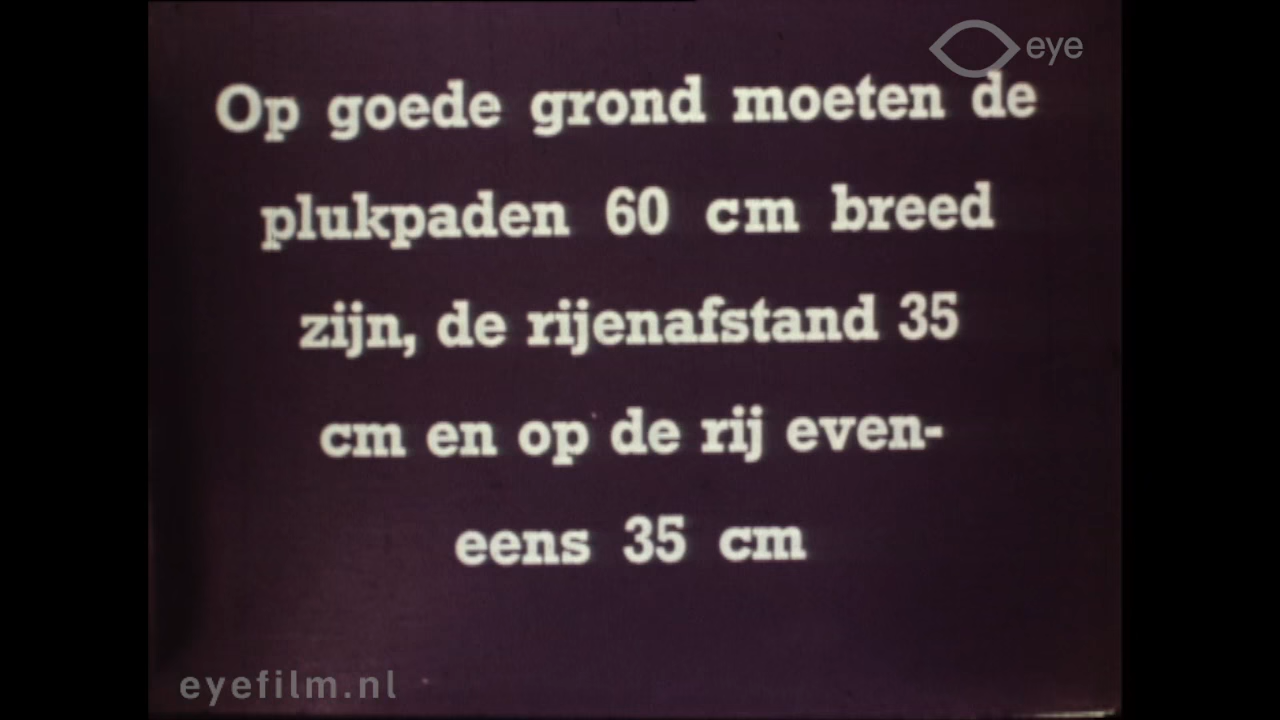 eye
Op goede grond moeten de
plukpaden 60 cm breed
zijn, de rijenafstand 35
cm en op de rij even-
eens 35 cm
eyefilm.nl